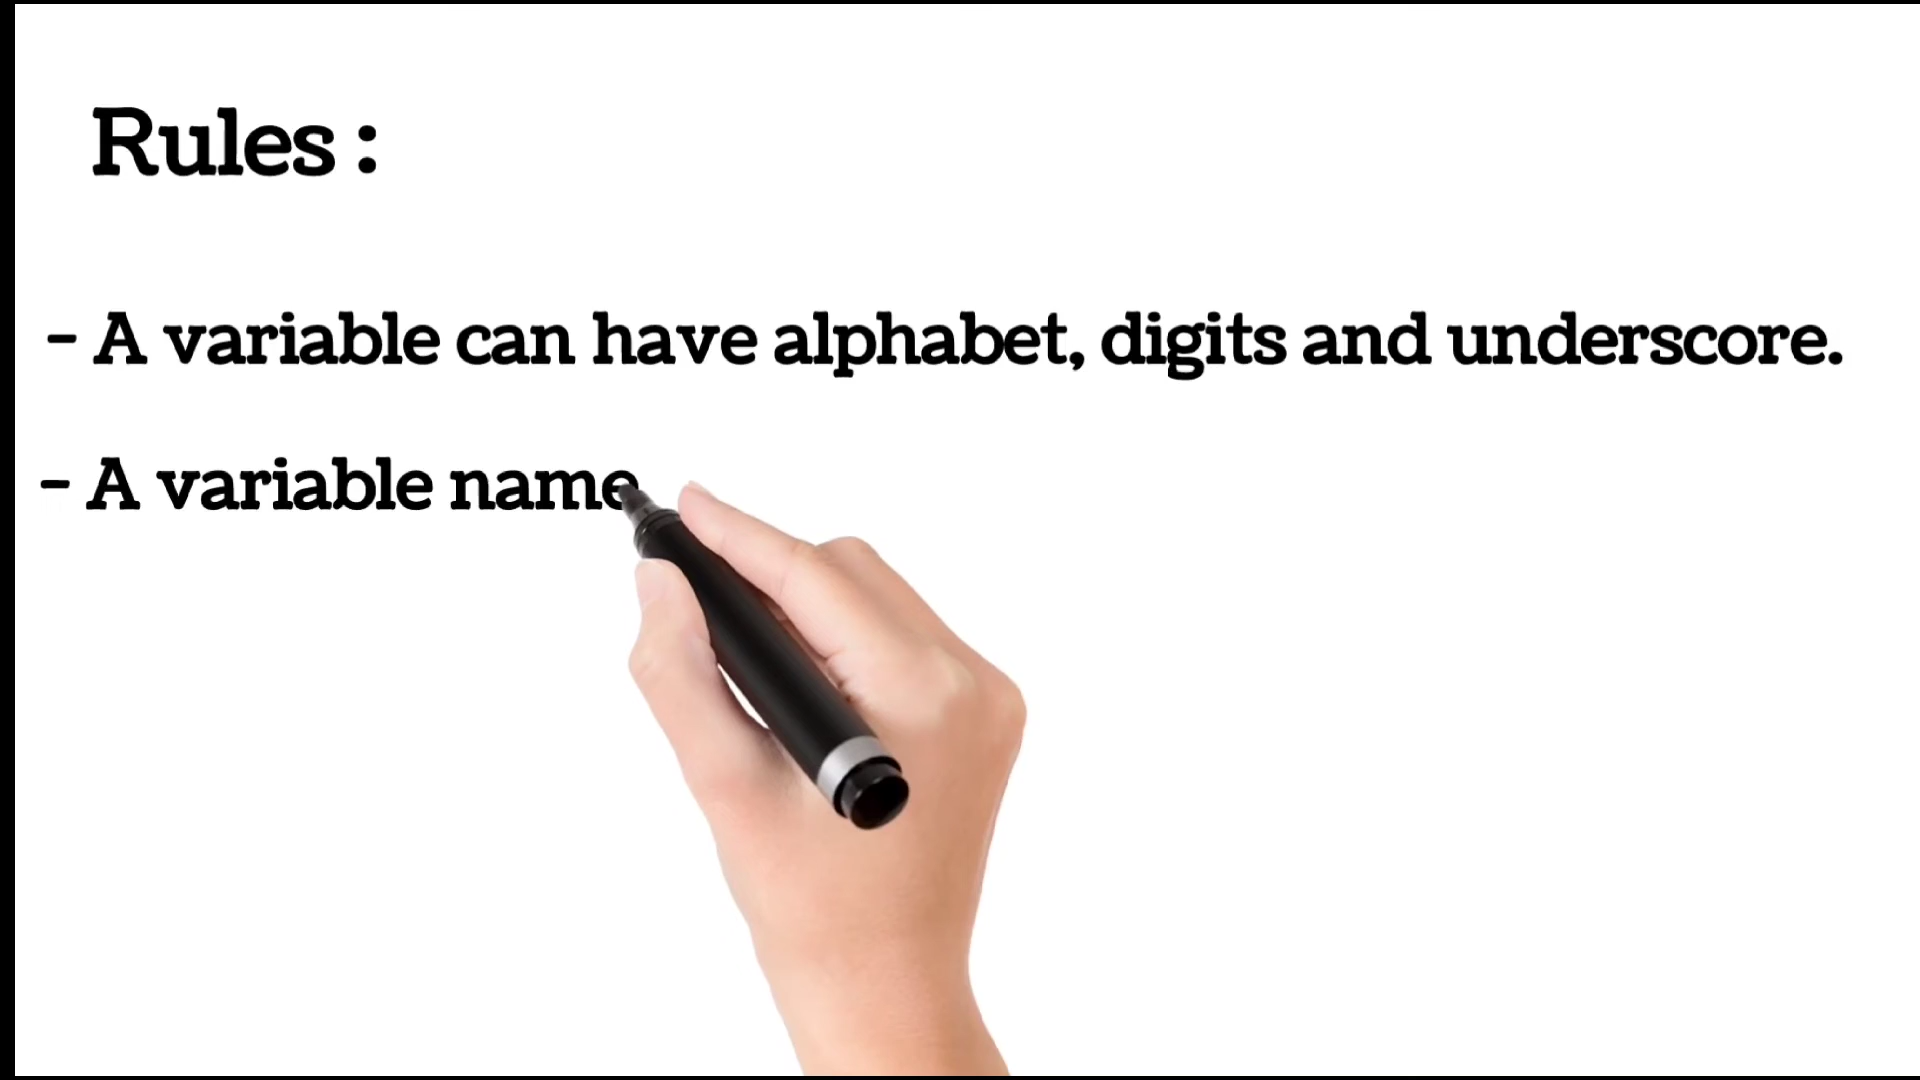 Rules :
- A variable can have alphabet, digits and underscore.
- A variable name